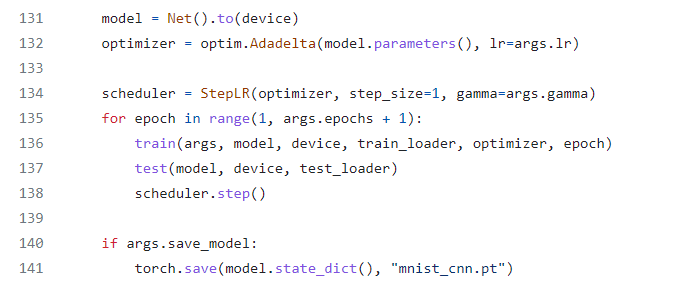 131 model = Net().to(device)
132 optimizer = optim.Adadelta(model.parameters(), lr=args.lr)
133
134 scheduler = StepLR(optimizer, step_size=1, gamma=args.gamma)
135 for epoch in range(1, args.epochs + 1):
136 train(args, model, device, train_loader, optimizer, epoch)
137 test(model, device, test_loader)
138 scheduler.step()
139
140 if args.save_model:
141 torch.save(model.state_dict(), "mnist_cnn.pt")